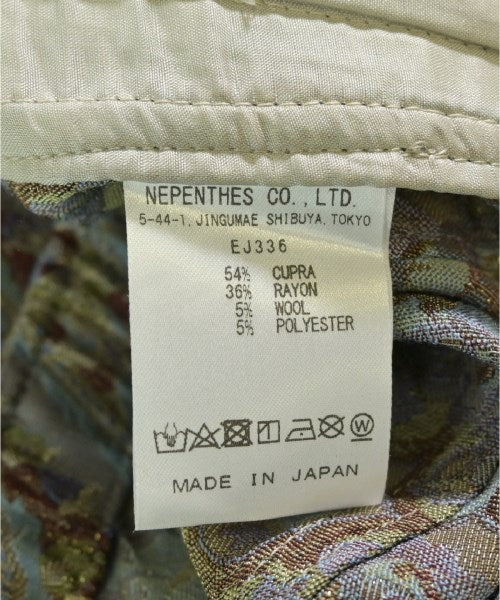 NEPENTHES CO., LTD.
5-44-1, JINGUMAE SHIBUYA, TOKYO
EJ336
54% CUPRA
36% RAYON
5% WOOL
5% POLYESTER
W
MADE IN JAPAN